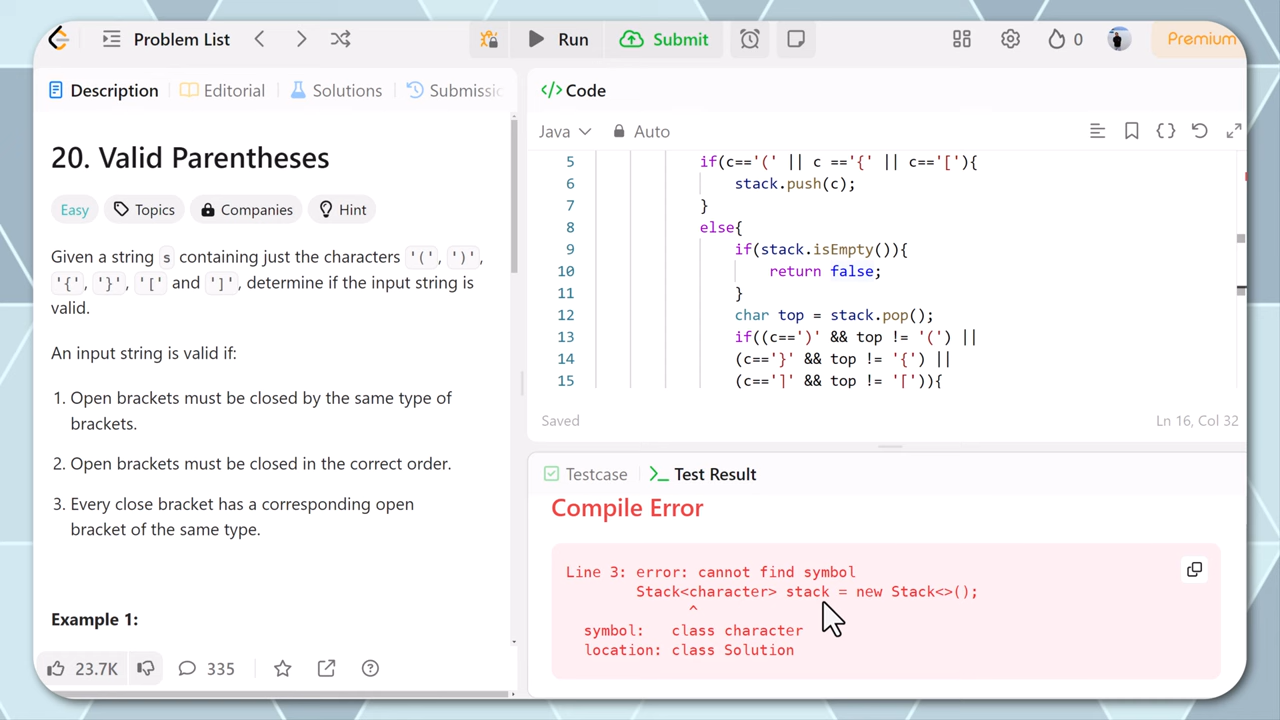 Problem List
Run
Submit
0
Premium
Description
Editorial
Solutions
Submissio
20. Valid Parentheses
Easy
Topics
Companies
Hint
Given a string s containing just the characters '(', ')',
'{', '}', '[' and ']', determine if the input string is
valid.
An input string is valid if:
1. Open brackets must be closed by the same type of
brackets.
2. Open brackets must be closed in the correct order.
3. Every close bracket has a corresponding open
bracket of the same type.
Example 1:
23.7K
335
</> Code
Java
Auto
5 if(c=='(' || c =='{' || c=='['){
6 stack.push(c);
7 }
8 else{
9 if(stack.isEmpty()){
10 return false;
11 }
12 char top = stack.pop();
13 if((c==')' && top != '(') ||
14 (c=='}' && top != '{') ||
15 (c==']' && top != '[')){
Saved
Ln 16, Col 32
Testcase
>_ Test Result
Compile Error
Line 3: error: cannot find symbol
Stack<character> stack = new Stack<>();
^
symbol: class character
location: class Solution